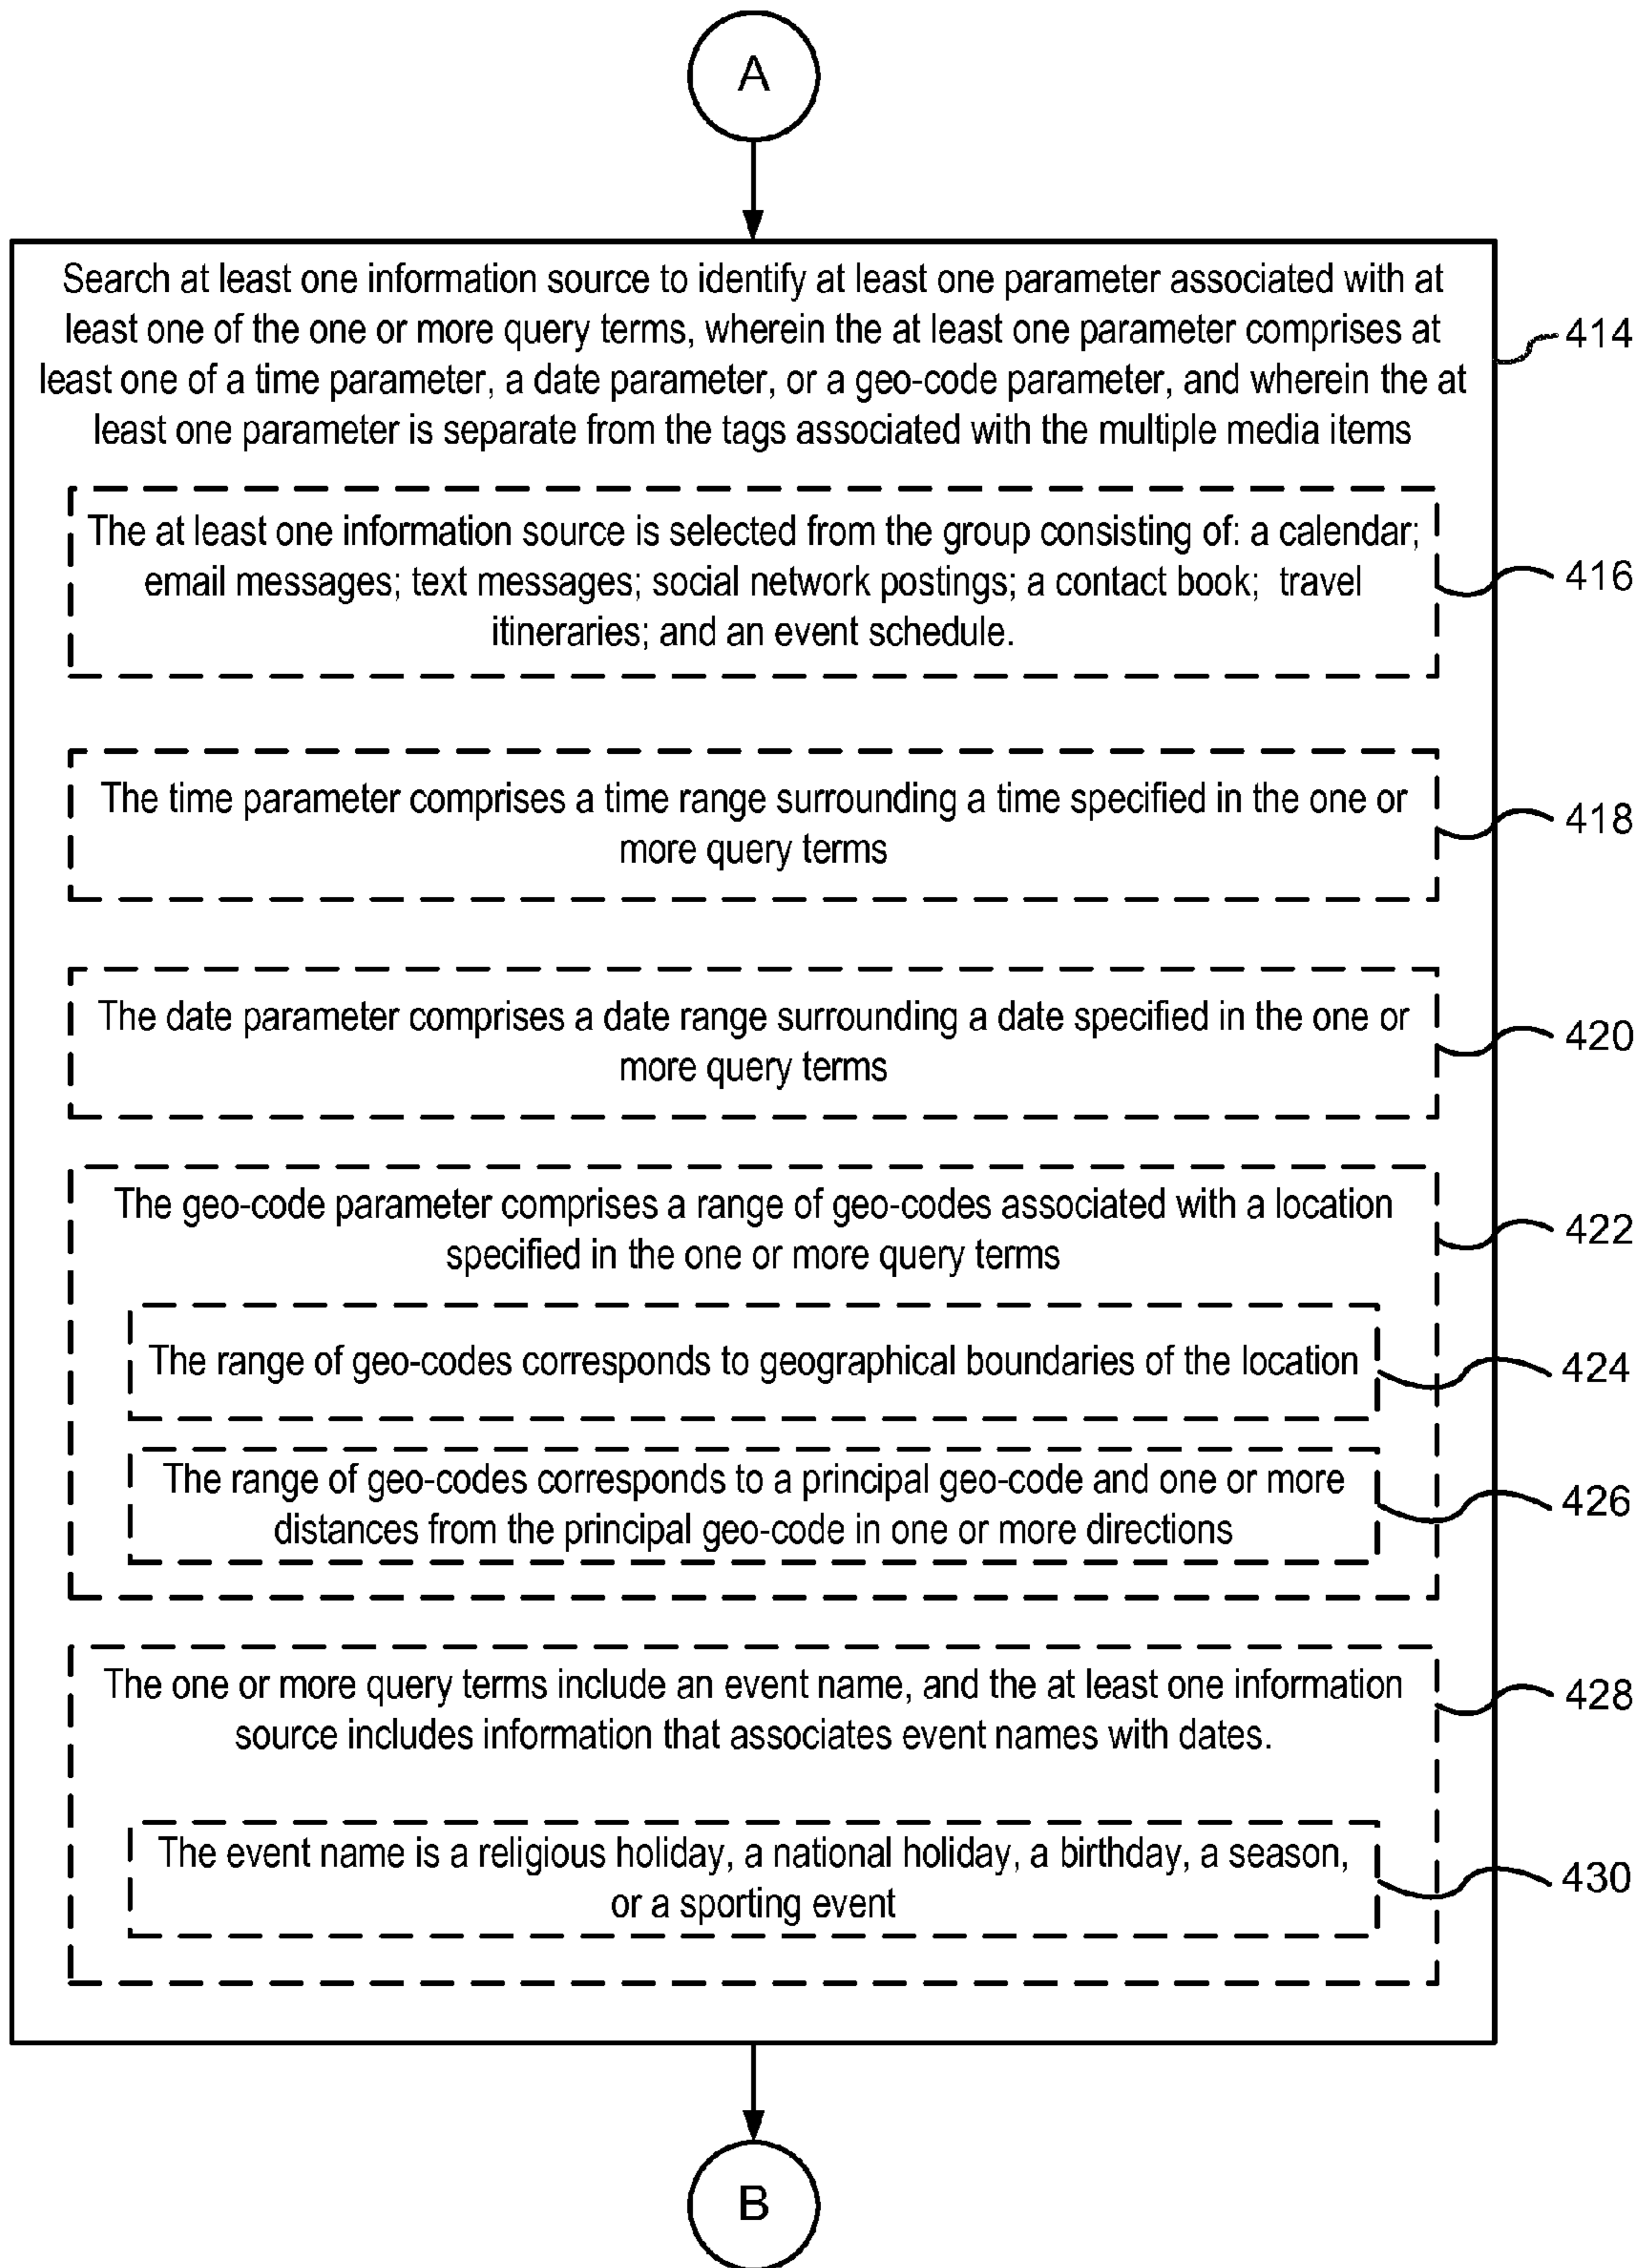 A
Search at least one information source to identify at least one parameter associated with at
least one of the one or more query terms, wherein the at least one parameter comprises at
least one of a time parameter, a date parameter, or a geo-code parameter, and wherein the at
least one parameter is separate from the tags associated with the multiple media items
414
The at least one information source is selected from the group consisting of: a calendar;
email messages; text messages; social network postings; a contact book; travel
itineraries; and an event schedule.
416
The time parameter comprises a time range surrounding a time specified in the one or
more query terms
418
The date parameter comprises a date range surrounding a date specified in the one or
more query terms
420
The geo-code parameter comprises a range of geo-codes associated with a location
specified in the one or more query terms
422
The range of geo-codes corresponds to geographical boundaries of the location
424
The range of geo-codes corresponds to a principal geo-code and one or more
distances from the principal geo-code in one or more directions
426
The one or more query terms include an event name, and the at least one information
source includes information that associates event names with dates.
428
The event name is a religious holiday, a national holiday, a birthday, a season,
or a sporting event
430
B